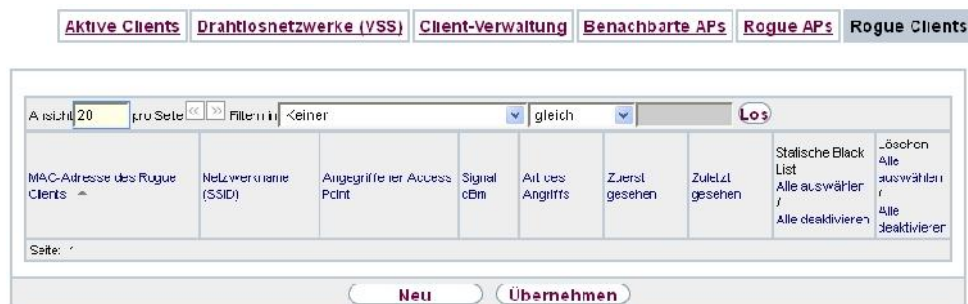 Aktive Clients Drahtlosnetzwerke (VSS) Client-Verwaltung Benachbarte APs Rogue APs Rogue Clients
Ansicht 20 pro Seite << >> Filtern in Keiner gleich Los
MAC-Adresse des Rogue Clients
Netzwerkname (SSID)
Angegriffener Access Point
Signal dBm
Art des Angriffs
Zuerst gesehen
Zuletzt gesehen
Statische Black List
Alle auswählen
/
Alle deaktivieren
Löschen
Alle auswählen
/
Alle deaktivieren
Seite: 1
Neu Übernehmen